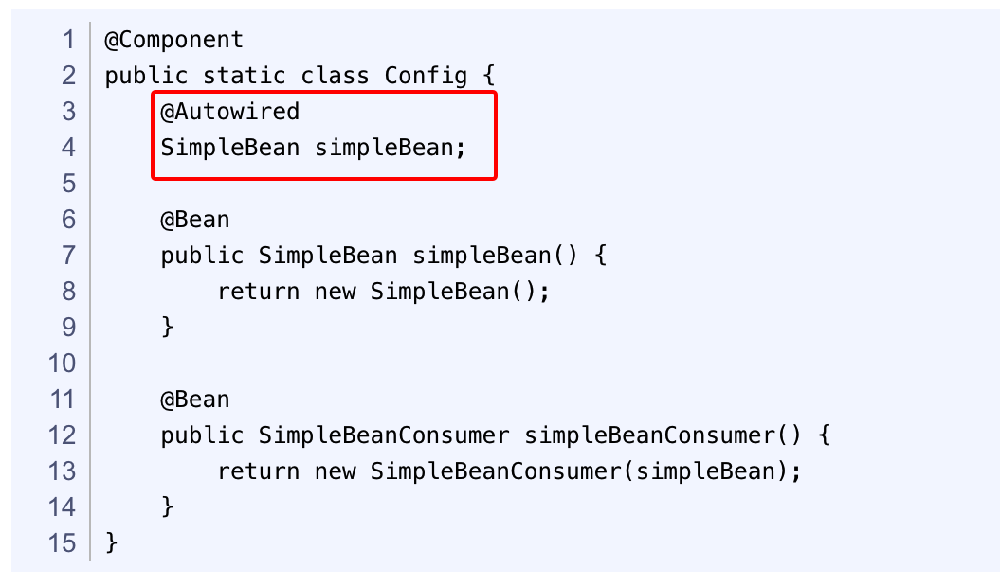 1 @Component
2 public static class Config {
3     @Autowired
4     SimpleBean simpleBean;
5
6     @Bean
7     public SimpleBean simpleBean() {
8         return new SimpleBean();
9     }
10
11     @Bean
12     public SimpleBeanConsumer simpleBeanConsumer() {
13         return new SimpleBeanConsumer(simpleBean);
14     }
15 }